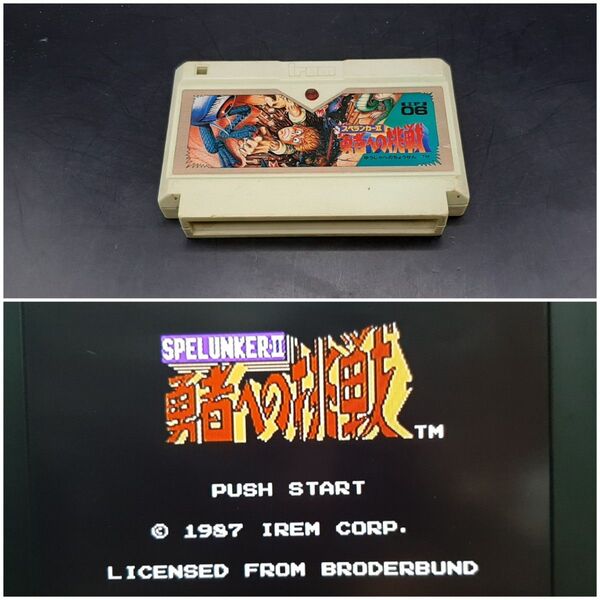 irem
06
スペランカーII
勇者への挑戦
ゆうしゃへのちょうせん
TM
SPELUNKER·II
勇者への挑戦
TM
PUSH START
© 1987 IREM CORP.
LICENSED FROM BRODERBUND